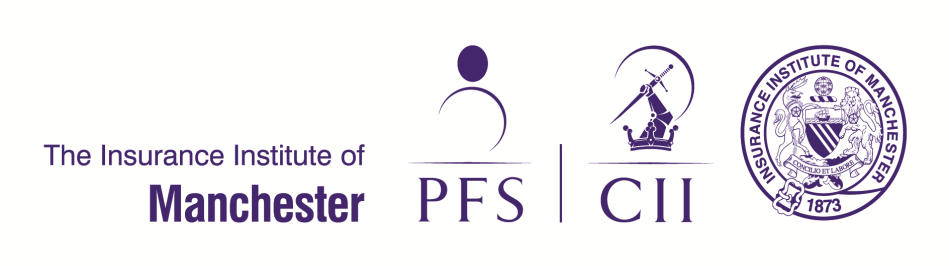 The Insurance Institute of
Manchester
PFS
CII
INSURANCE INSTITUTE OF MANCHESTER
CONCILIO ET LABORE
1873